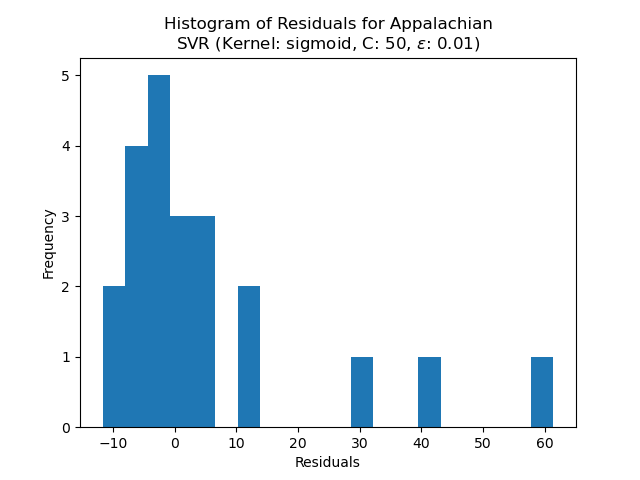 Histogram of Residuals for Appalachian
SVR (Kernel: sigmoid, C: 50, ε: 0.01)
Frequency
5
4
3
2
1
0
−10 0 10 20 30 40 50 60
Residuals